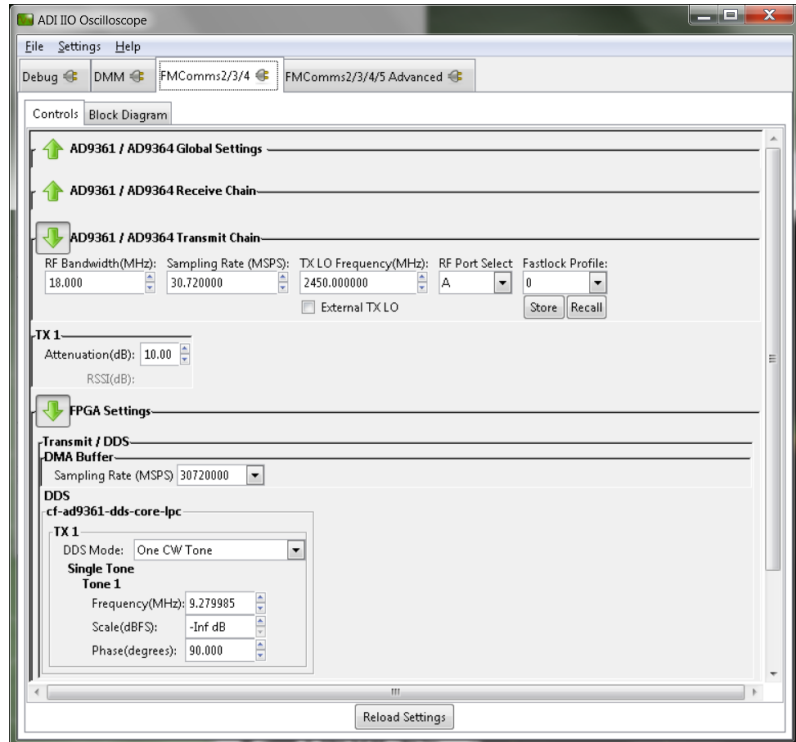 ADI IIO Oscilloscope
File Settings Help
Debug DMM FMComms2/3/4 FMComms2/3/4/5 Advanced
Controls Block Diagram
AD9361 / AD9364 Global Settings
AD9361 / AD9364 Receive Chain
AD9361 / AD9364 Transmit Chain
RF Bandwidth(MHz): Sampling Rate (MSPS): TX LO Frequency(MHz): RF Port Select Fastlock Profile:
18.000 30.720000 2450.000000 A 0
External TX LO Store Recall
TX 1
Attenuation(dB): 10.00
RSSI(dB):
FPGA Settings
Transmit / DDS
DMA Buffer
Sampling Rate (MSPS) 30720000
DDS
cf-ad9361-dds-core-lpc
TX 1
DDS Mode: One CW Tone
Single Tone
Tone 1
Frequency(MHz): 9.279985
Scale(dBFS): -Inf dB
Phase(degrees): 90.000
Reload Settings